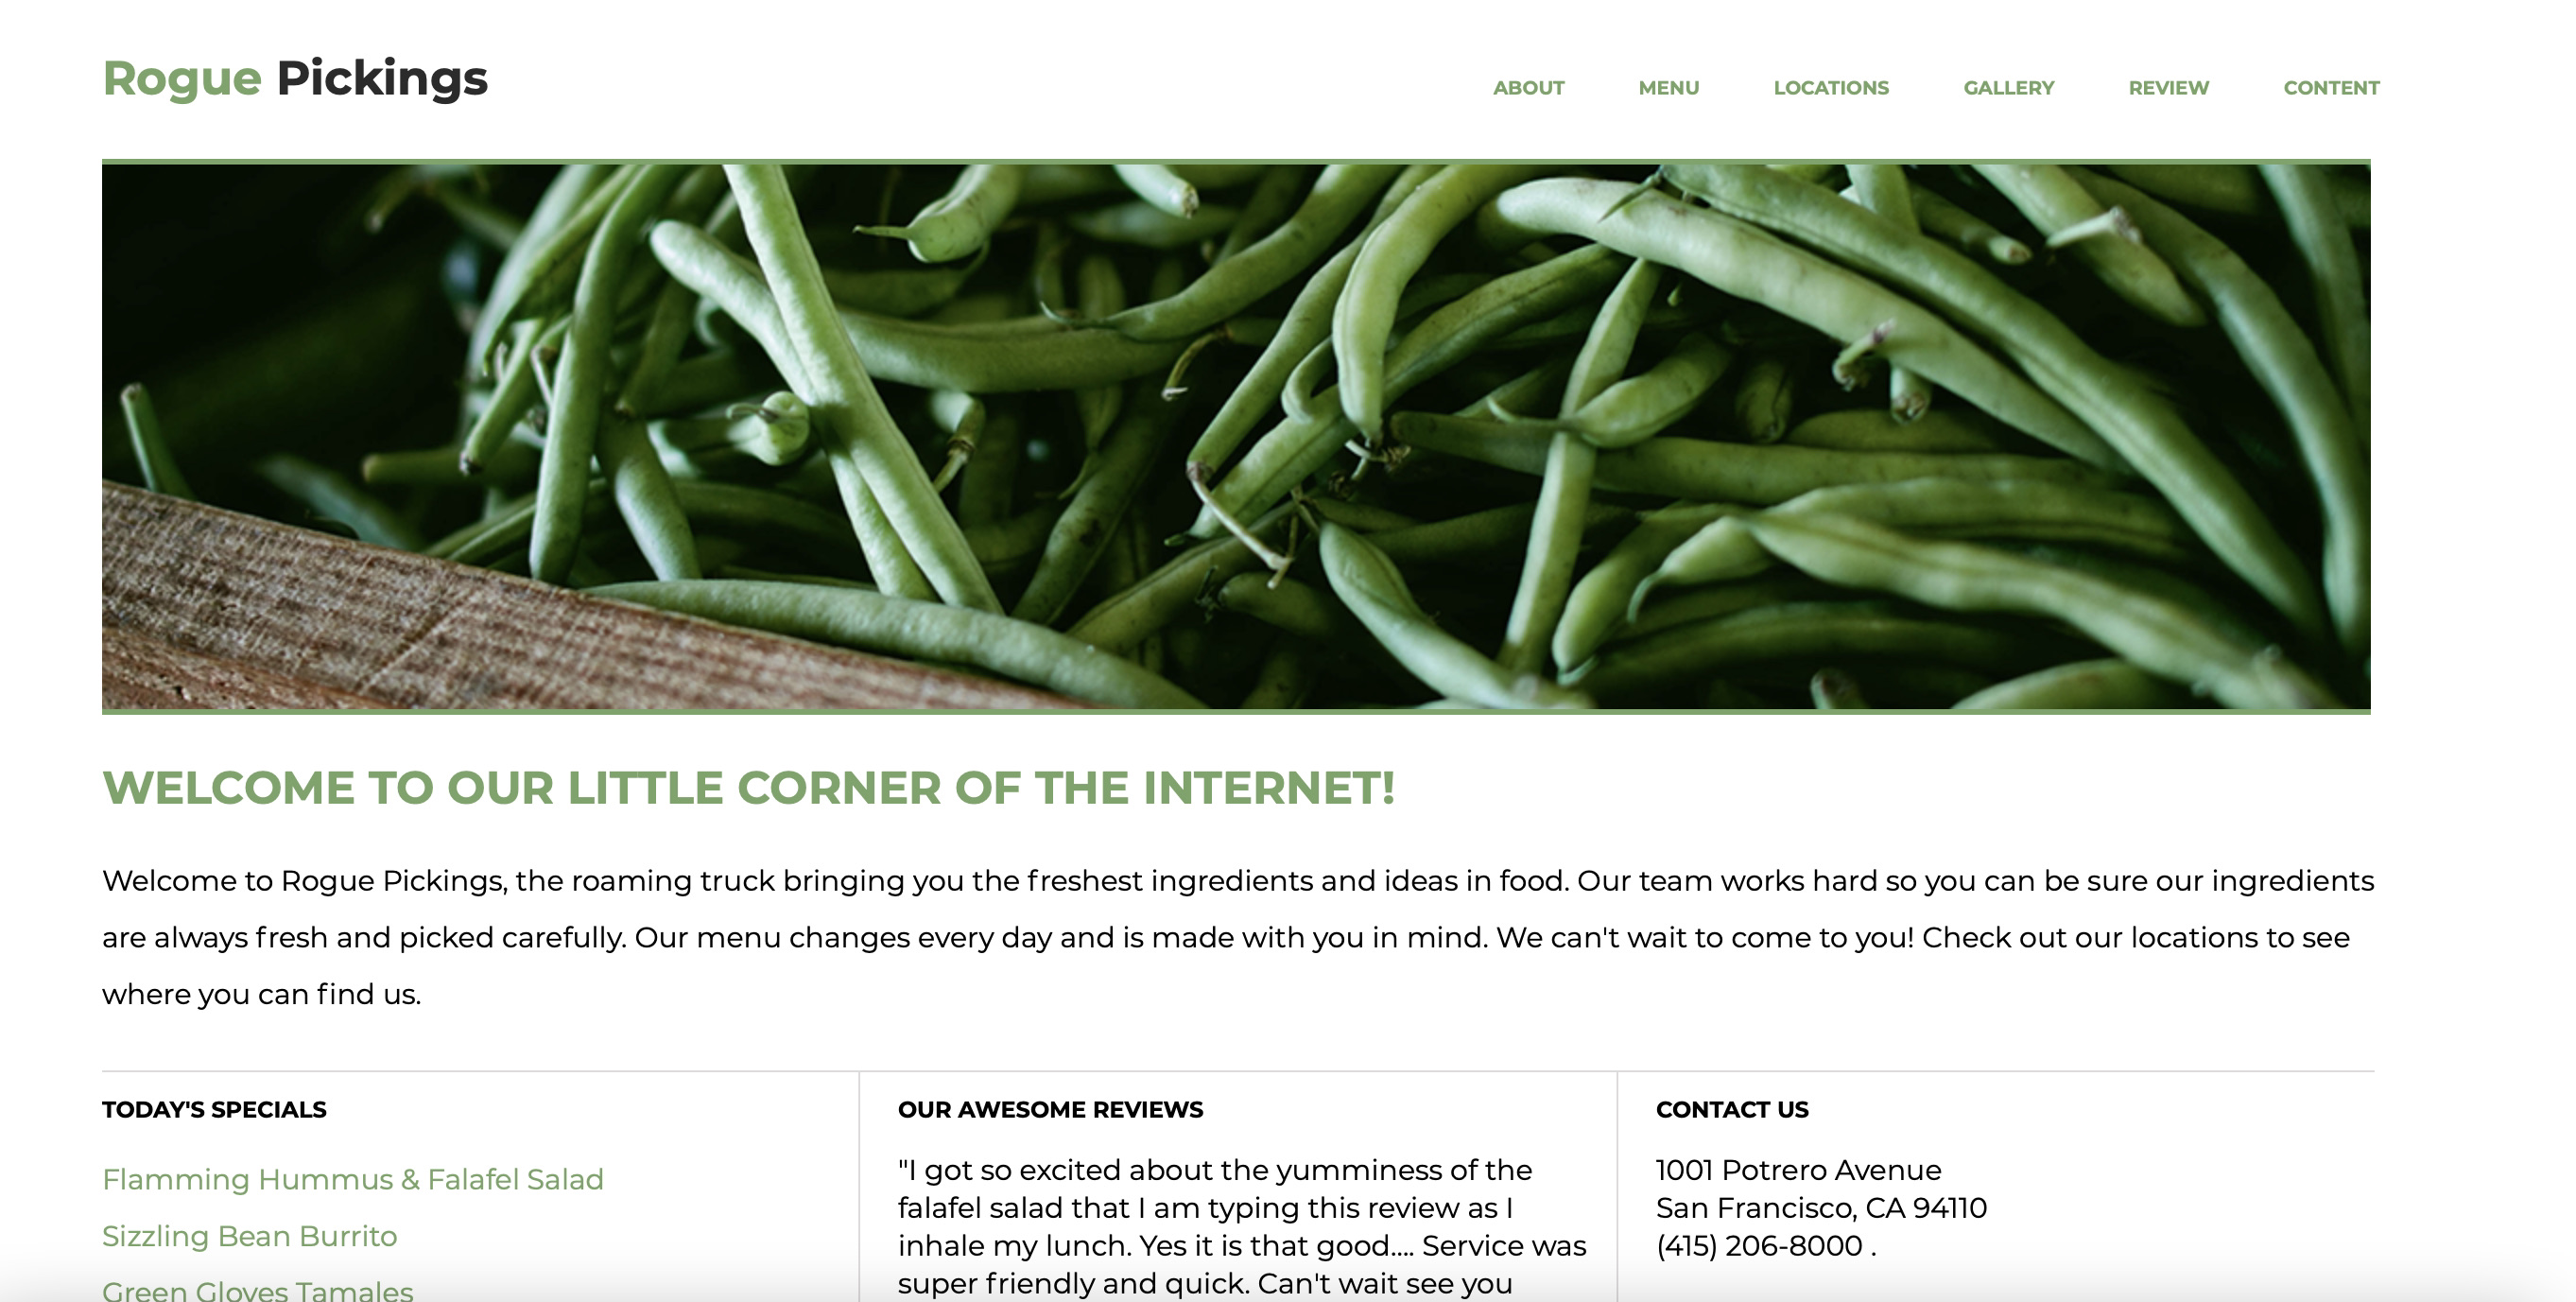 Rogue Pickings
ABOUT MENU LOCATIONS GALLERY REVIEW CONTENT
WELCOME TO OUR LITTLE CORNER OF THE INTERNET!
Welcome to Rogue Pickings, the roaming truck bringing you the freshest ingredients and ideas in food. Our team works hard so you can be sure our ingredients
are always fresh and picked carefully. Our menu changes every day and is made with you in mind. We can't wait to come to you! Check out our locations to see
where you can find us.
TODAY'S SPECIALS
Flamming Hummus & Falafel Salad
Sizzling Bean Burrito
Green Gloves Tamales
OUR AWESOME REVIEWS
"I got so excited about the yumminess of the
falafel salad that I am typing this review as I
inhale my lunch. Yes it is that good.... Service was
super friendly and quick. Can't wait see you
CONTACT US
1001 Potrero Avenue
San Francisco, CA 94110
(415) 206-8000 .